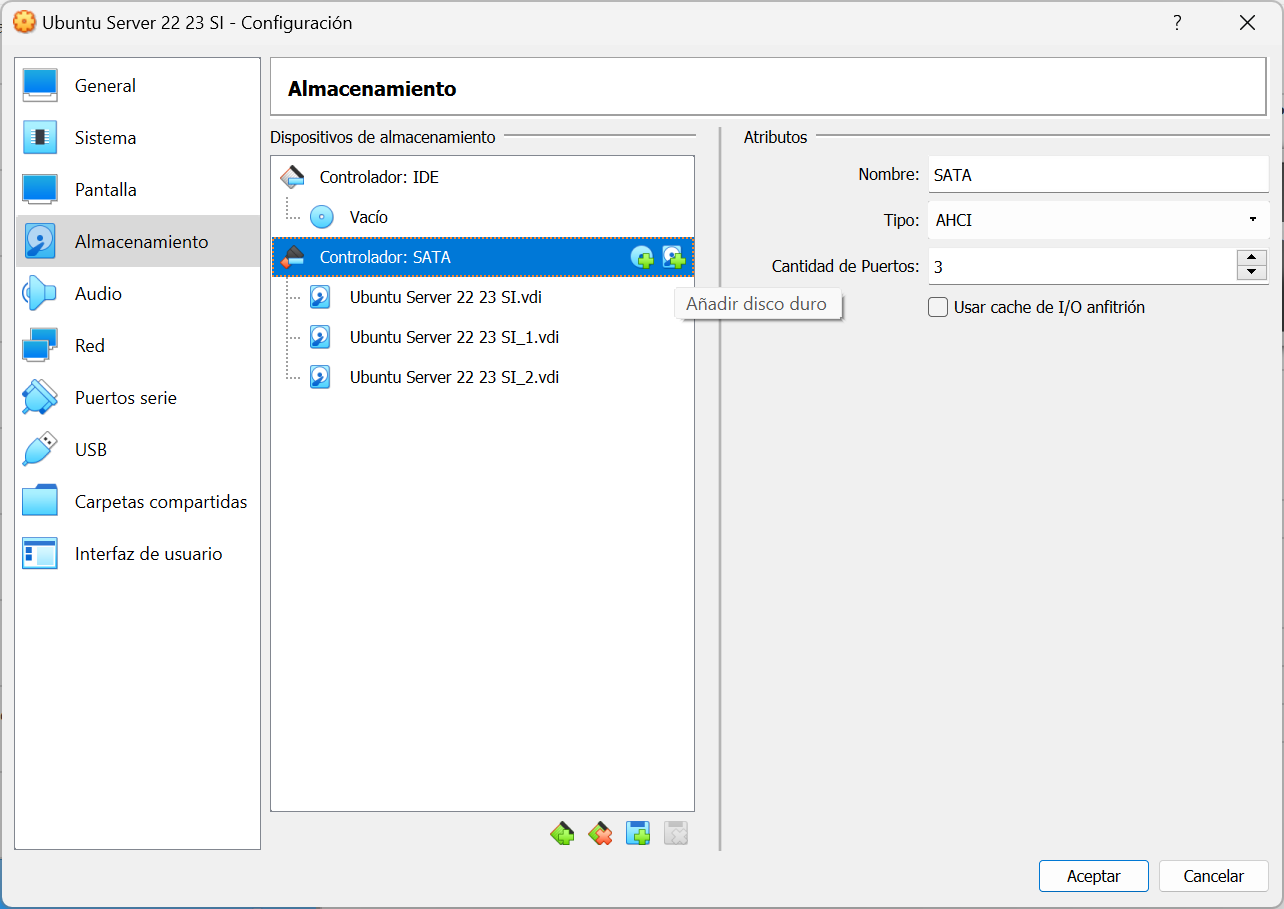 Ubuntu Server 22 23 SI - Configuración
?
General
Sistema
Pantalla
Almacenamiento
Audio
Red
Puertos serie
USB
Carpetas compartidas
Interfaz de usuario
Almacenamiento
Dispositivos de almacenamiento
Controlador: IDE
Vacío
Controlador: SATA
Ubuntu Server 22 23 SI.vdi
Ubuntu Server 22 23 SI_1.vdi
Ubuntu Server 22 23 SI_2.vdi
Añadir disco duro
Atributos
Nombre: SATA
Tipo: AHCI
Cantidad de Puertos: 3
Usar cache de I/O anfitrión
Aceptar
Cancelar